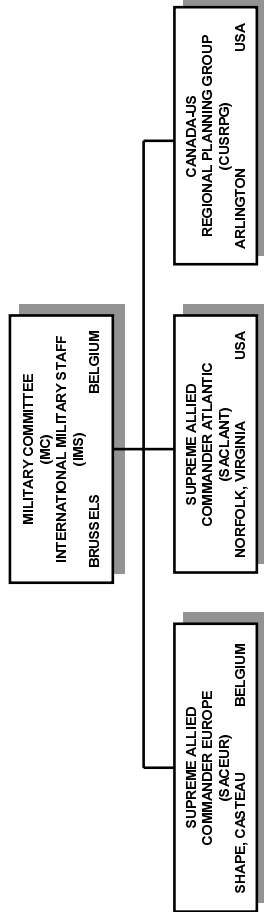 MILITARY COMMITTEE
(MC)
INTERNATIONAL MILITARY STAFF
(IMS)
BRUSSELS BELGIUM
SUPREME ALLIED
COMMANDER EUROPE
(SACEUR)
SHAPE, CASTEAU BELGIUM
SUPREME ALLIED
COMMANDER ATLANTIC
(SACLANT)
NORFOLK, VIRGINIA USA
CANADA-US
REGIONAL PLANNING GROUP
(CUSRPG)
ARLINGTON USA